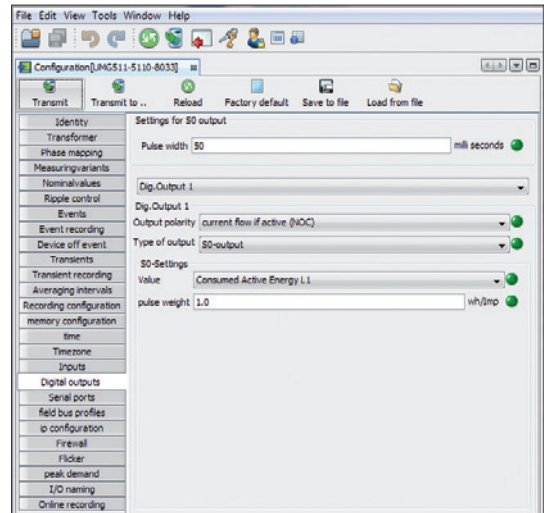 File Edit View Tools Window Help
Configuration[UMG511-5110-8033]
Transmit Transmit to .. Reload Factory default Save to file Load from file
Identity
Transformer
Phase mapping
Measuringvariants
Nominalvalues
Ripple control
Events
Event recording
Device off event
Transients
Transient recording
Averaging intervals
Recording configuration
memory configuration
time
Timezone
Inputs
Digital outputs
Serial ports
field bus profiles
ip configuration
Firewall
Flicker
peak demand
I/O naming
Online recording
Settings for S0 output
Pulse width 50 milli seconds
Dig.Output 1
Dig.Output 1
Output polarity current flow if active (NOC)
Type of output S0-output
S0-Settings
Value Consumed Active Energy L1
pulse weight 1.0 wh/Imp